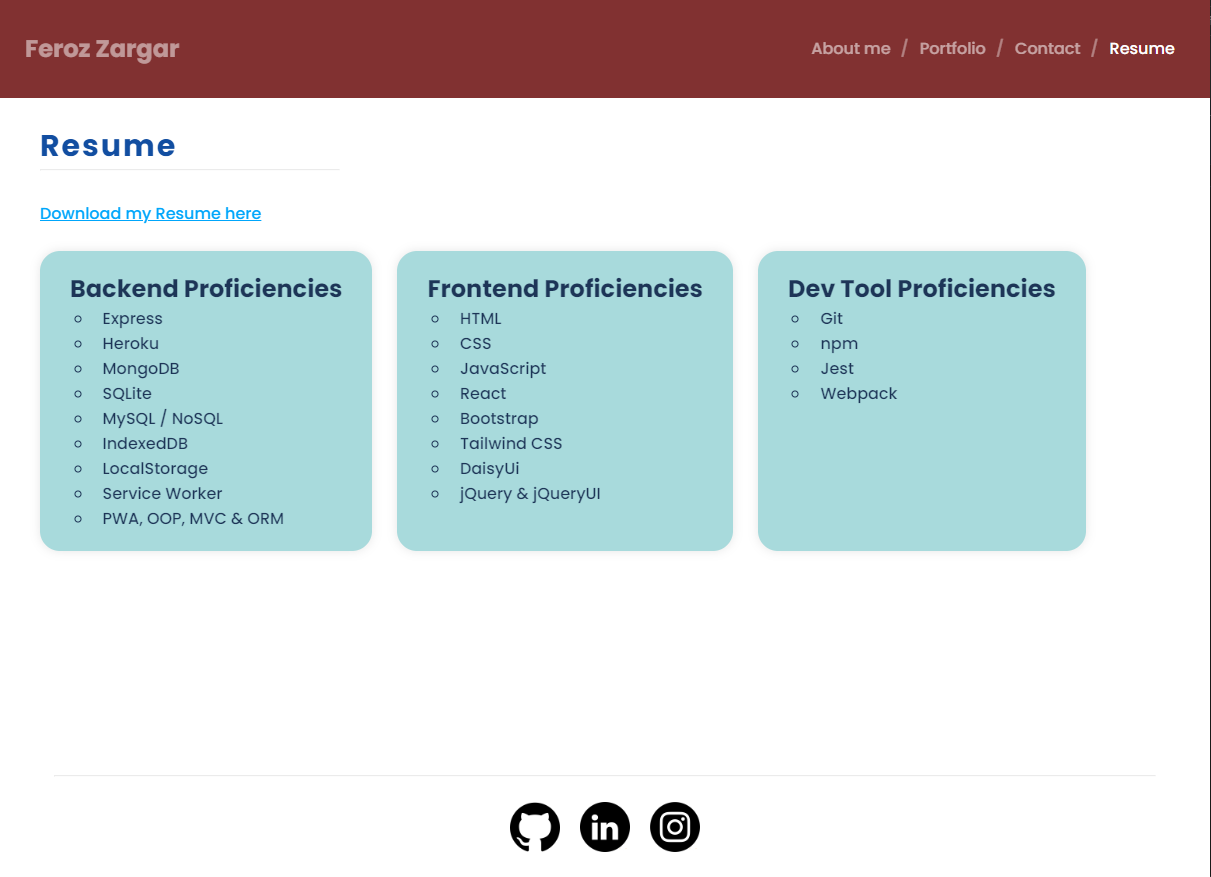 Feroz Zargar
About me / Portfolio / Contact / Resume
Resume
Download my Resume here
Backend Proficiencies
Express
Heroku
MongoDB
SQLite
MySQL / NoSQL
IndexedDB
LocalStorage
Service Worker
PWA, OOP, MVC & ORM
Frontend Proficiencies
HTML
CSS
JavaScript
React
Bootstrap
Tailwind CSS
DaisyUi
jQuery & jQueryUI
Dev Tool Proficiencies
Git
npm
Jest
Webpack
in